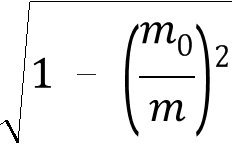 √(1 − (m₀/m)²)